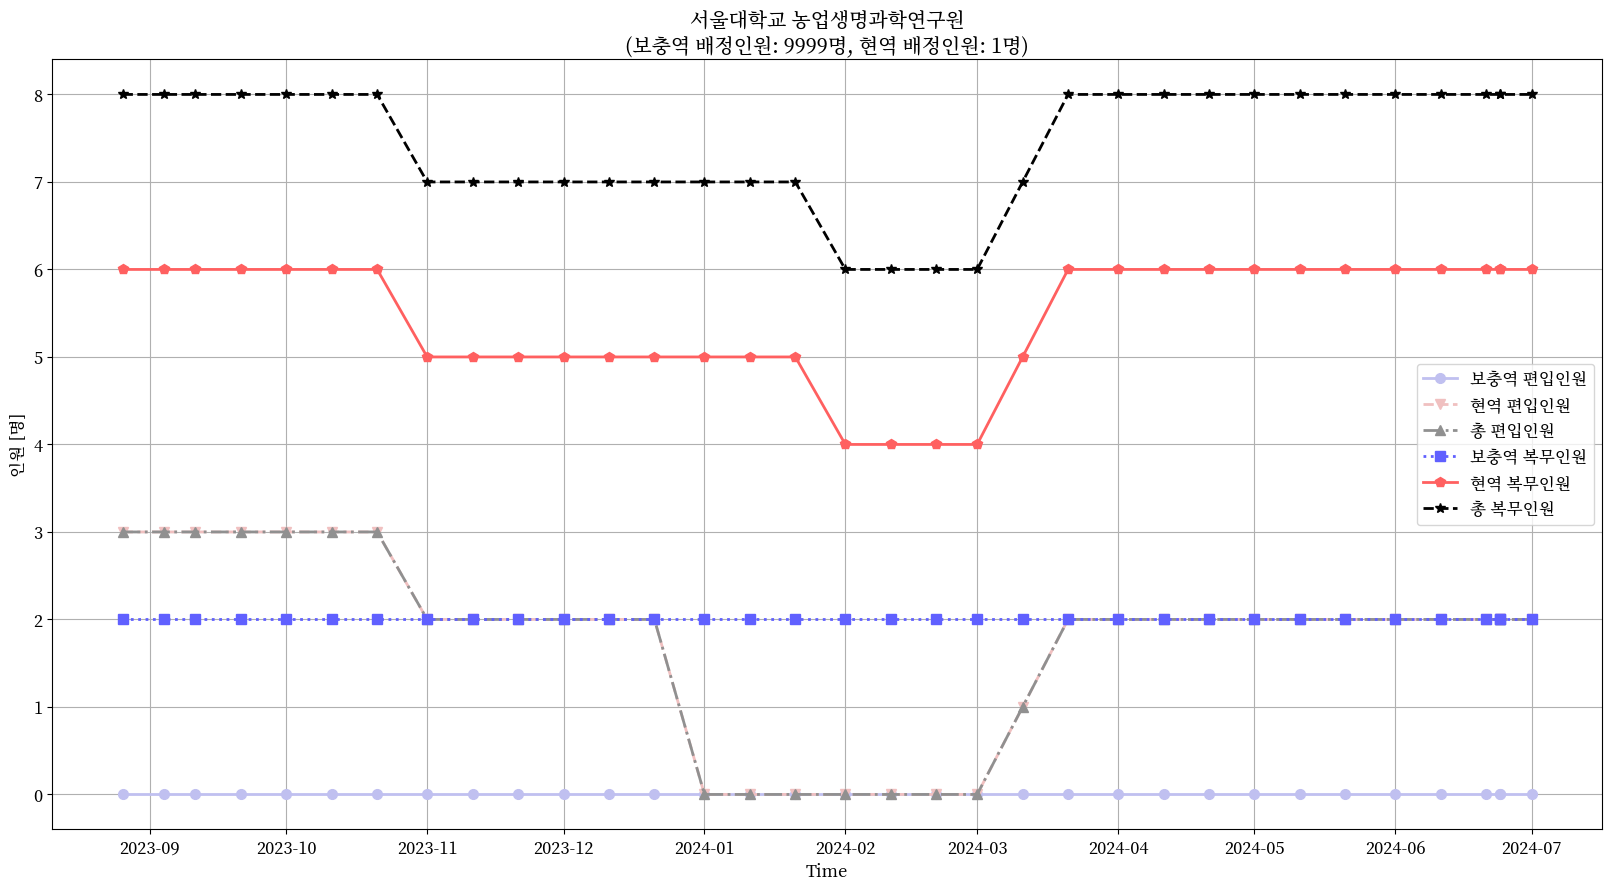 서울대학교 농업생명과학연구원
(보충역 배정인원: 9999명, 현역 배정인원: 1명)
인원 [명]
8
7
6
5
4
3
2
1
0
보충역 편입인원
현역 편입인원
총 편입인원
보충역 복무인원
현역 복무인원
총 복무인원
2023-09
2023-10
2023-11
2023-12
2024-01
2024-02
2024-03
2024-04
2024-05
2024-06
2024-07
Time